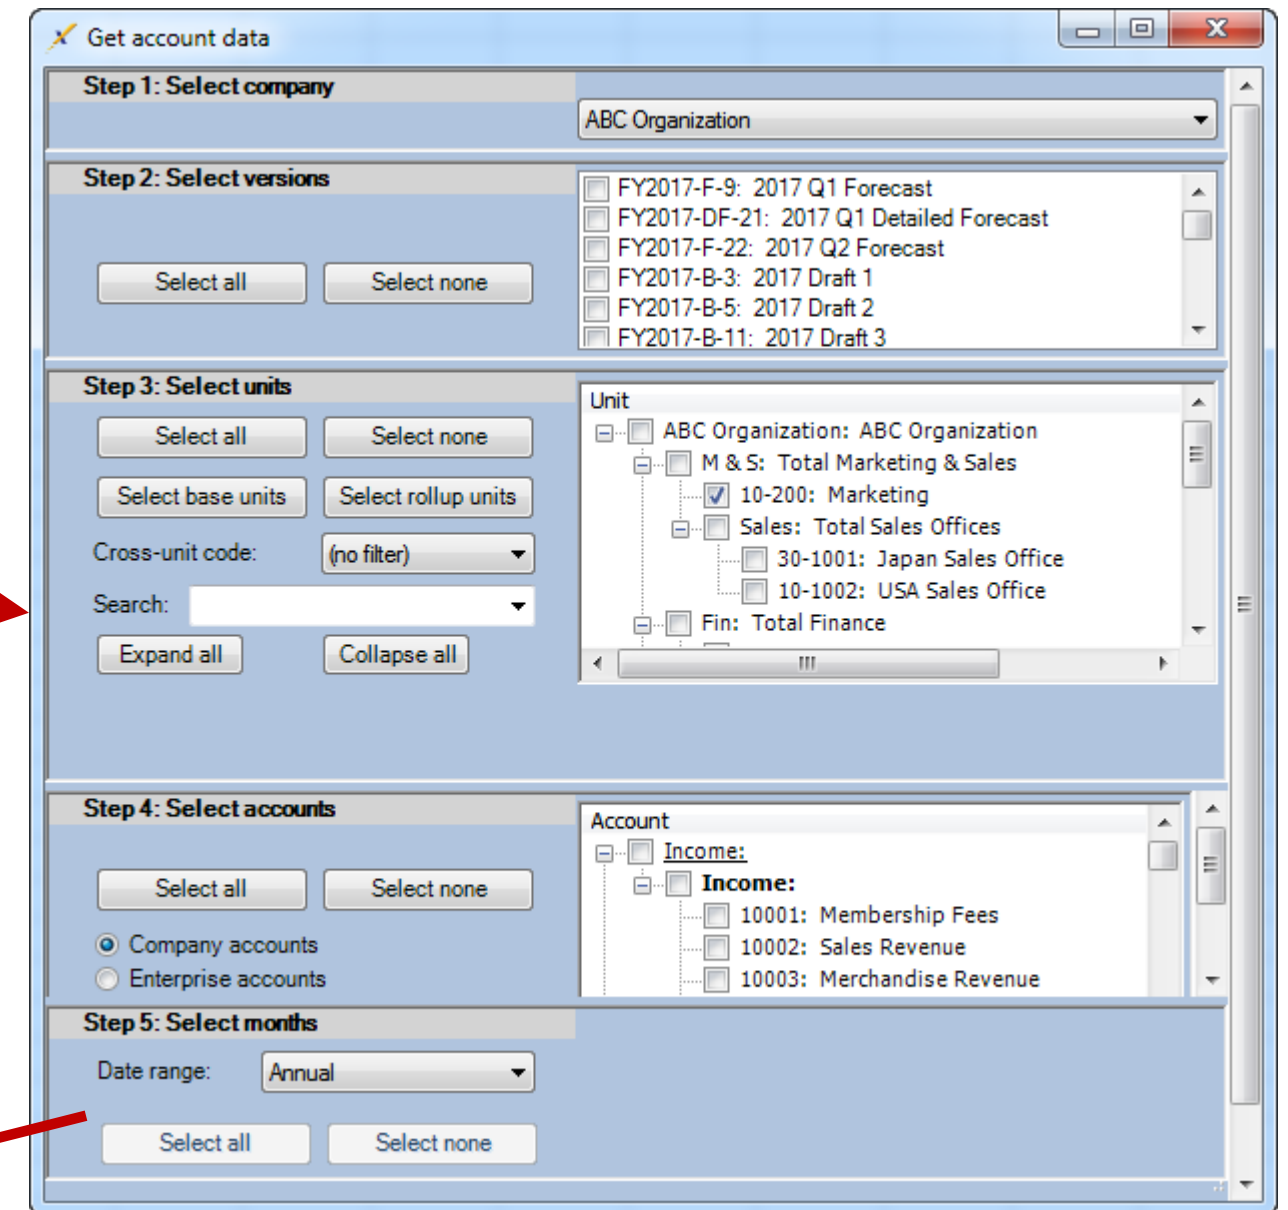 Get account data
Step 1: Select company
ABC Organization
Step 2: Select versions
FY2017-F-9: 2017 Q1 Forecast
FY2017-DF-21: 2017 Q1 Detailed Forecast
FY2017-F-22: 2017 Q2 Forecast
FY2017-B-3: 2017 Draft 1
FY2017-B-5: 2017 Draft 2
FY2017-B-11: 2017 Draft 3
Select all Select none
Step 3: Select units
Select all Select none
Select base units Select rollup units
Cross-unit code: (no filter)
Search:
Expand all Collapse all
Unit
ABC Organization: ABC Organization
M & S: Total Marketing & Sales
10-200: Marketing
Sales: Total Sales Offices
30-1001: Japan Sales Office
10-1002: USA Sales Office
Fin: Total Finance
Step 4: Select accounts
Select all Select none
Company accounts
Enterprise accounts
Account
Income:
Income:
10001: Membership Fees
10002: Sales Revenue
10003: Merchandise Revenue
Step 5: Select months
Date range: Annual
Select all Select none